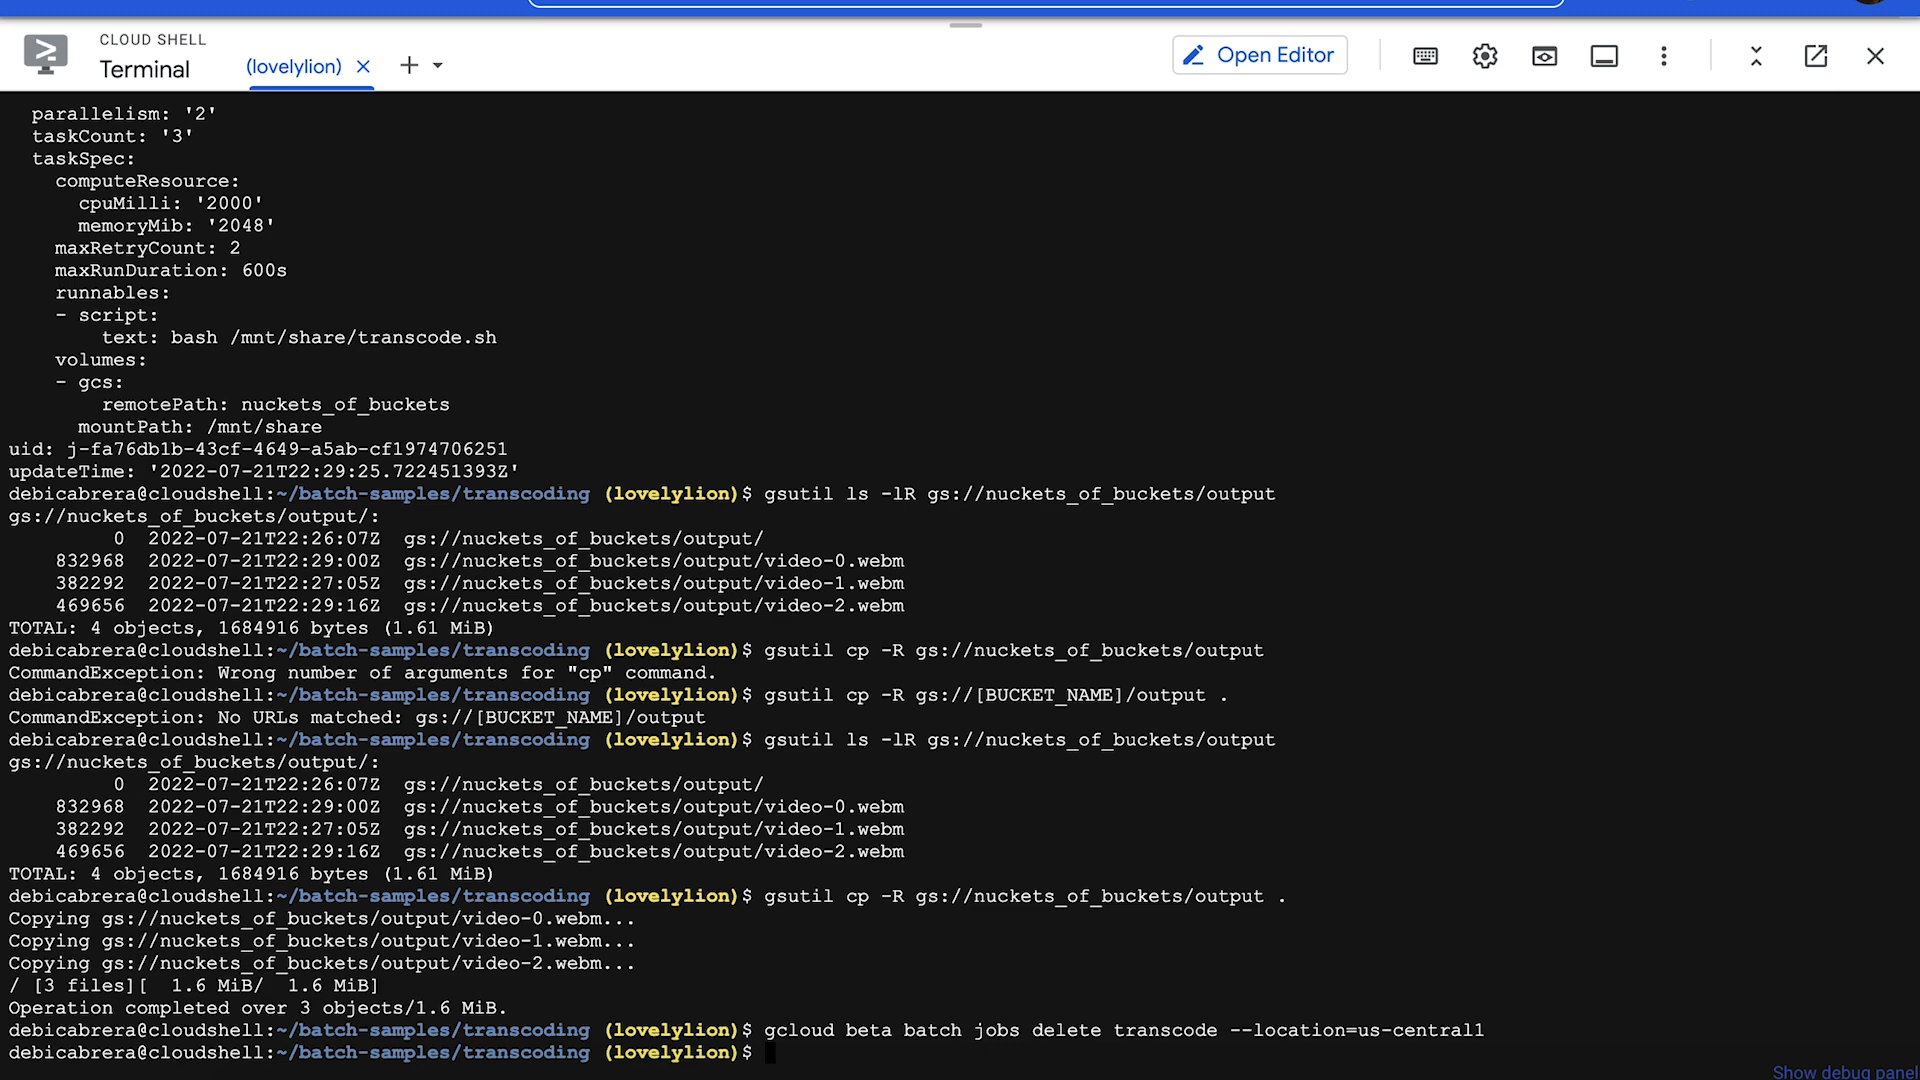 CLOUD SHELL
Terminal
(lovelylion)
Open Editor
parallelism: '2'
taskCount: '3'
taskSpec:
computeResource:
cpuMilli: '2000'
memoryMib: '2048'
maxRetryCount: 2
maxRunDuration: 600s
runnables:
- script:
text: bash /mnt/share/transcode.sh
volumes:
- gcs:
remotePath: nuckets_of_buckets
mountPath: /mnt/share
uid: j-fa76db1b-43cf-4649-a5ab-cf1974706251
updateTime: '2022-07-21T22:29:25.722451393Z'
debicabrera@cloudshell:~/batch-samples/transcoding (lovelylion)$ gsutil ls -lR gs://nuckets_of_buckets/output
gs://nuckets_of_buckets/output/:
0 2022-07-21T22:26:07Z gs://nuckets_of_buckets/output/
832968 2022-07-21T22:29:00Z gs://nuckets_of_buckets/output/video-0.webm
382292 2022-07-21T22:27:05Z gs://nuckets_of_buckets/output/video-1.webm
469656 2022-07-21T22:29:16Z gs://nuckets_of_buckets/output/video-2.webm
TOTAL: 4 objects, 1684916 bytes (1.61 MiB)
debicabrera@cloudshell:~/batch-samples/transcoding (lovelylion)$ gsutil cp -R gs://nuckets_of_buckets/output
CommandException: Wrong number of arguments for "cp" command.
debicabrera@cloudshell:~/batch-samples/transcoding (lovelylion)$ gsutil cp -R gs://[BUCKET_NAME]/output .
CommandException: No URLs matched: gs://[BUCKET_NAME]/output
debicabrera@cloudshell:~/batch-samples/transcoding (lovelylion)$ gsutil ls -lR gs://nuckets_of_buckets/output
gs://nuckets_of_buckets/output/:
0 2022-07-21T22:26:07Z gs://nuckets_of_buckets/output/
832968 2022-07-21T22:29:00Z gs://nuckets_of_buckets/output/video-0.webm
382292 2022-07-21T22:27:05Z gs://nuckets_of_buckets/output/video-1.webm
469656 2022-07-21T22:29:16Z gs://nuckets_of_buckets/output/video-2.webm
TOTAL: 4 objects, 1684916 bytes (1.61 MiB)
debicabrera@cloudshell:~/batch-samples/transcoding (lovelylion)$ gsutil cp -R gs://nuckets_of_buckets/output .
Copying gs://nuckets_of_buckets/output/video-0.webm...
Copying gs://nuckets_of_buckets/output/video-1.webm...
Copying gs://nuckets_of_buckets/output/video-2.webm...
/ [3 files][ 1.6 MiB/ 1.6 MiB]
Operation completed over 3 objects/1.6 MiB.
debicabrera@cloudshell:~/batch-samples/transcoding (lovelylion)$ gcloud beta batch jobs delete transcode --location=us-central1
debicabrera@cloudshell:~/batch-samples/transcoding (lovelylion)$
Show debug panel